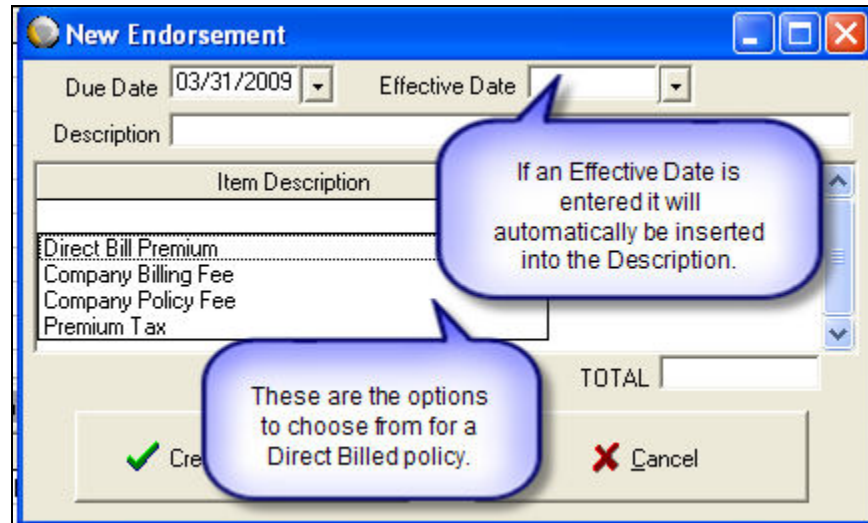 New Endorsement
Due Date 03/31/2009 Effective Date
Description
Item Description
Direct Bill Premium
Company Billing Fee
Company Policy Fee
Premium Tax
If an Effective Date is
entered it will
automatically be inserted
into the Description.
TOTAL
These are the options
to choose from for a
Direct Billed policy.
Cre
Cancel